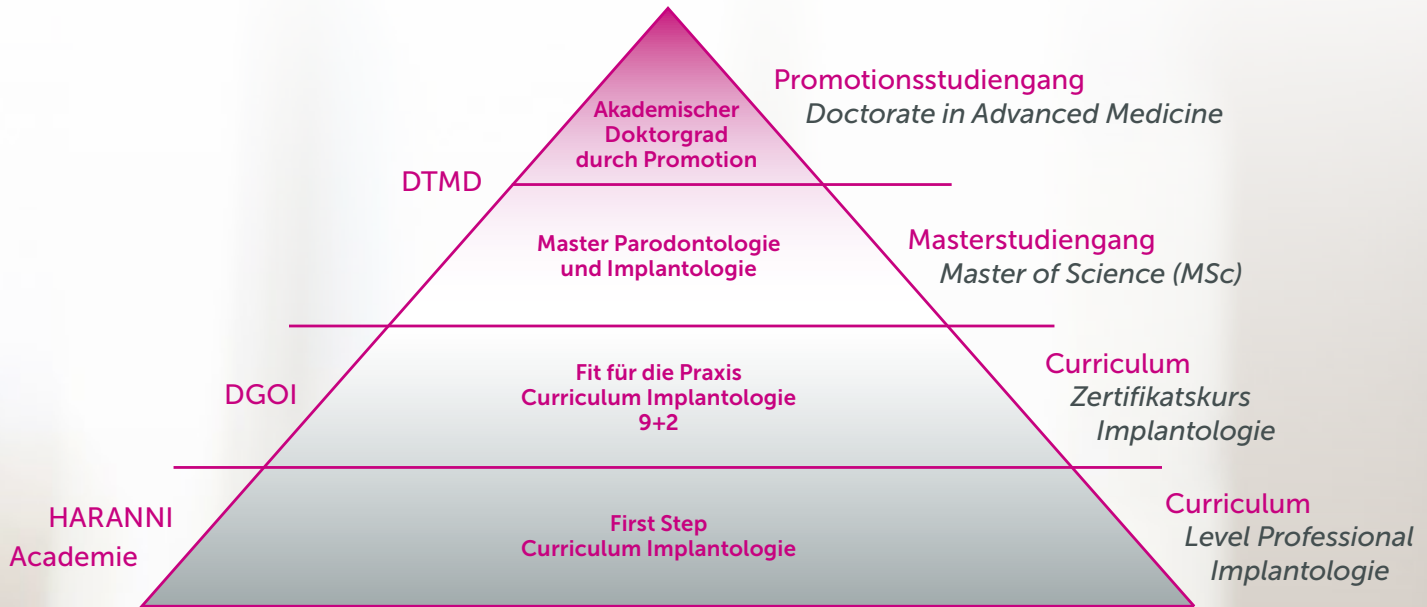 Akademischer
Doktorgrad
durch Promotion
Promotionsstudiengang
Doctorate in Advanced Medicine
DTMD
Master Parodontologie
und Implantologie
Masterstudiengang
Master of Science (MSc)
DGOI
Fit für die Praxis
Curriculum Implantologie
9+2
Curriculum
Zertifikatskurs
Implantologie
HARANNI
Academie
First Step
Curriculum Implantologie
Curriculum
Level Professional
Implantologie